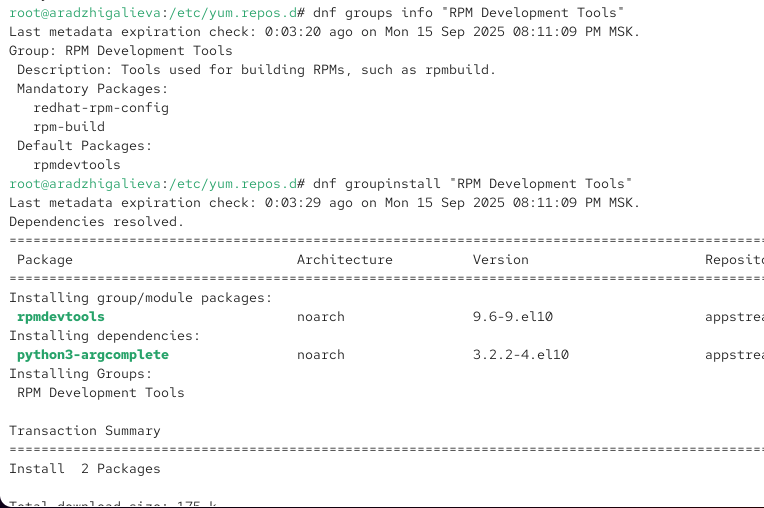 root@aradzhigalieva:/etc/yum.repos.d# dnf groups info "RPM Development Tools"
Last metadata expiration check: 0:03:20 ago on Mon 15 Sep 2025 08:11:09 PM MSK.
Group: RPM Development Tools
 Description: Tools used for building RPMs, such as rpmbuild.
 Mandatory Packages:
   redhat-rpm-config
   rpm-build
 Default Packages:
   rpmdevtools
root@aradzhigalieva:/etc/yum.repos.d# dnf groupinstall "RPM Development Tools"
Last metadata expiration check: 0:03:29 ago on Mon 15 Sep 2025 08:11:09 PM MSK.
Dependencies resolved.
================================================================================
 Package                            Architecture          Version                      Reposito
================================================================================
Installing group/module packages:
 rpmdevtools                        noarch                9.6-9.el10                   appstrea
Installing dependencies:
 python3-argcomplete                noarch                3.2.2-4.el10                 appstrea
Installing Groups:
 RPM Development Tools

Transaction Summary
================================================================================
Install  2 Packages

Total download size: 175 k